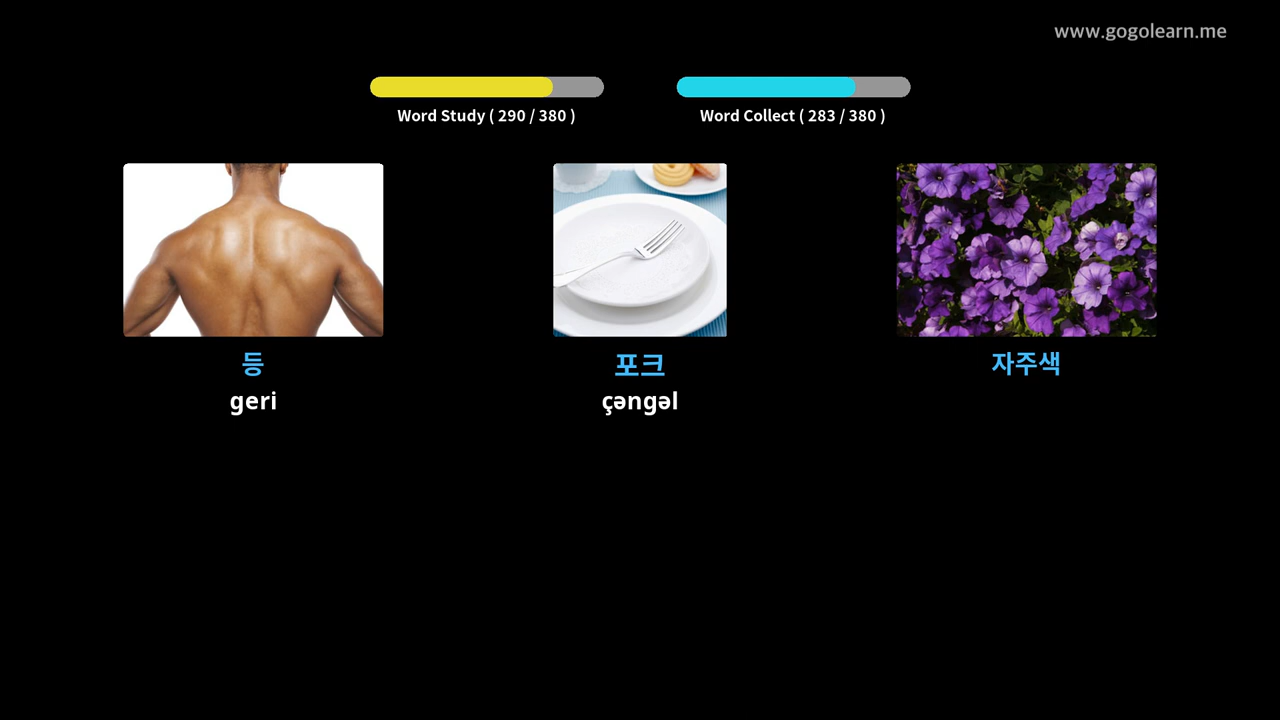 www.gogolearn.me
Word Study ( 290 / 380 )
Word Collect ( 283 / 380 )
등
geri
포크
çəngəl
자주색